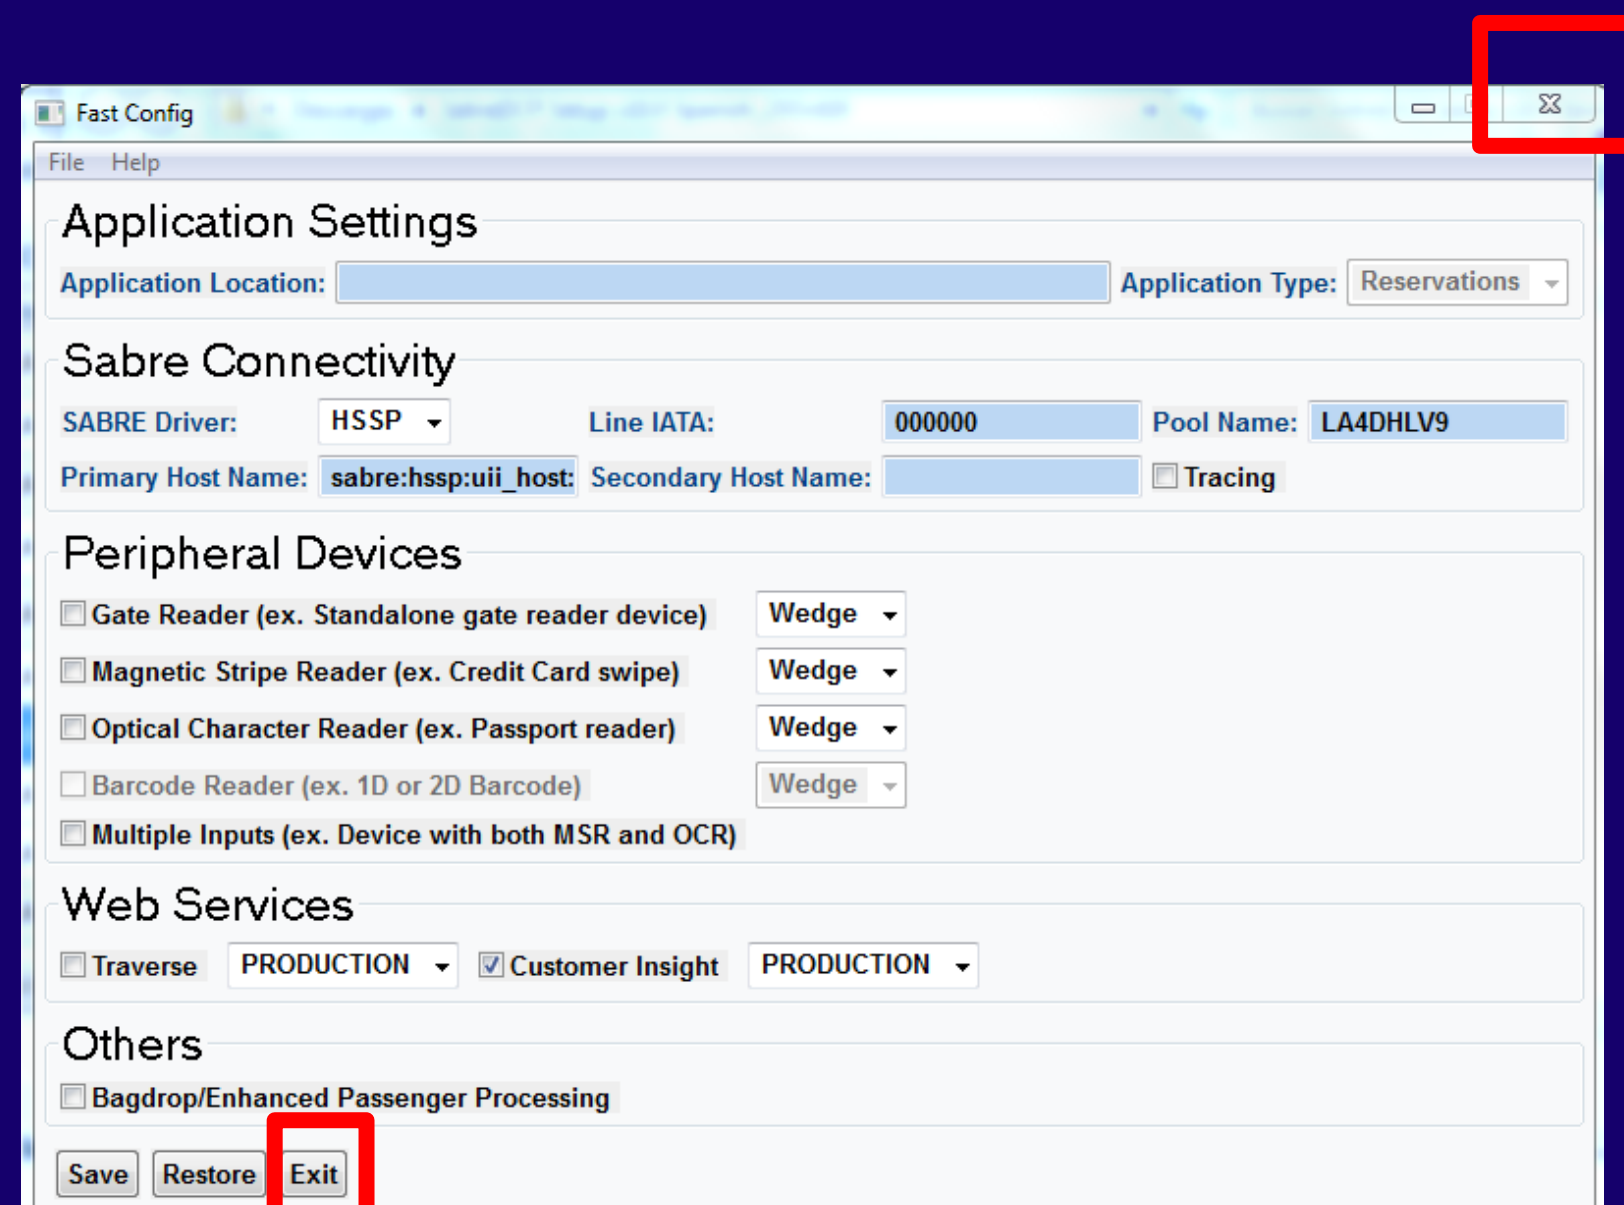 Fast Config
File Help
Application Settings
Application Location: Application Type: Reservations
Sabre Connectivity
SABRE Driver: HSSP Line IATA: 000000 Pool Name: LA4DHLV9
Primary Host Name: sabre:hssp:uii_host: Secondary Host Name: Tracing
Peripheral Devices
Gate Reader (ex. Standalone gate reader device) Wedge
Magnetic Stripe Reader (ex. Credit Card swipe) Wedge
Optical Character Reader (ex. Passport reader) Wedge
Barcode Reader (ex. 1D or 2D Barcode) Wedge
Multiple Inputs (ex. Device with both MSR and OCR)
Web Services
Traverse PRODUCTION Customer Insight PRODUCTION
Others
Bagdrop/Enhanced Passenger Processing
Save Restore Exit